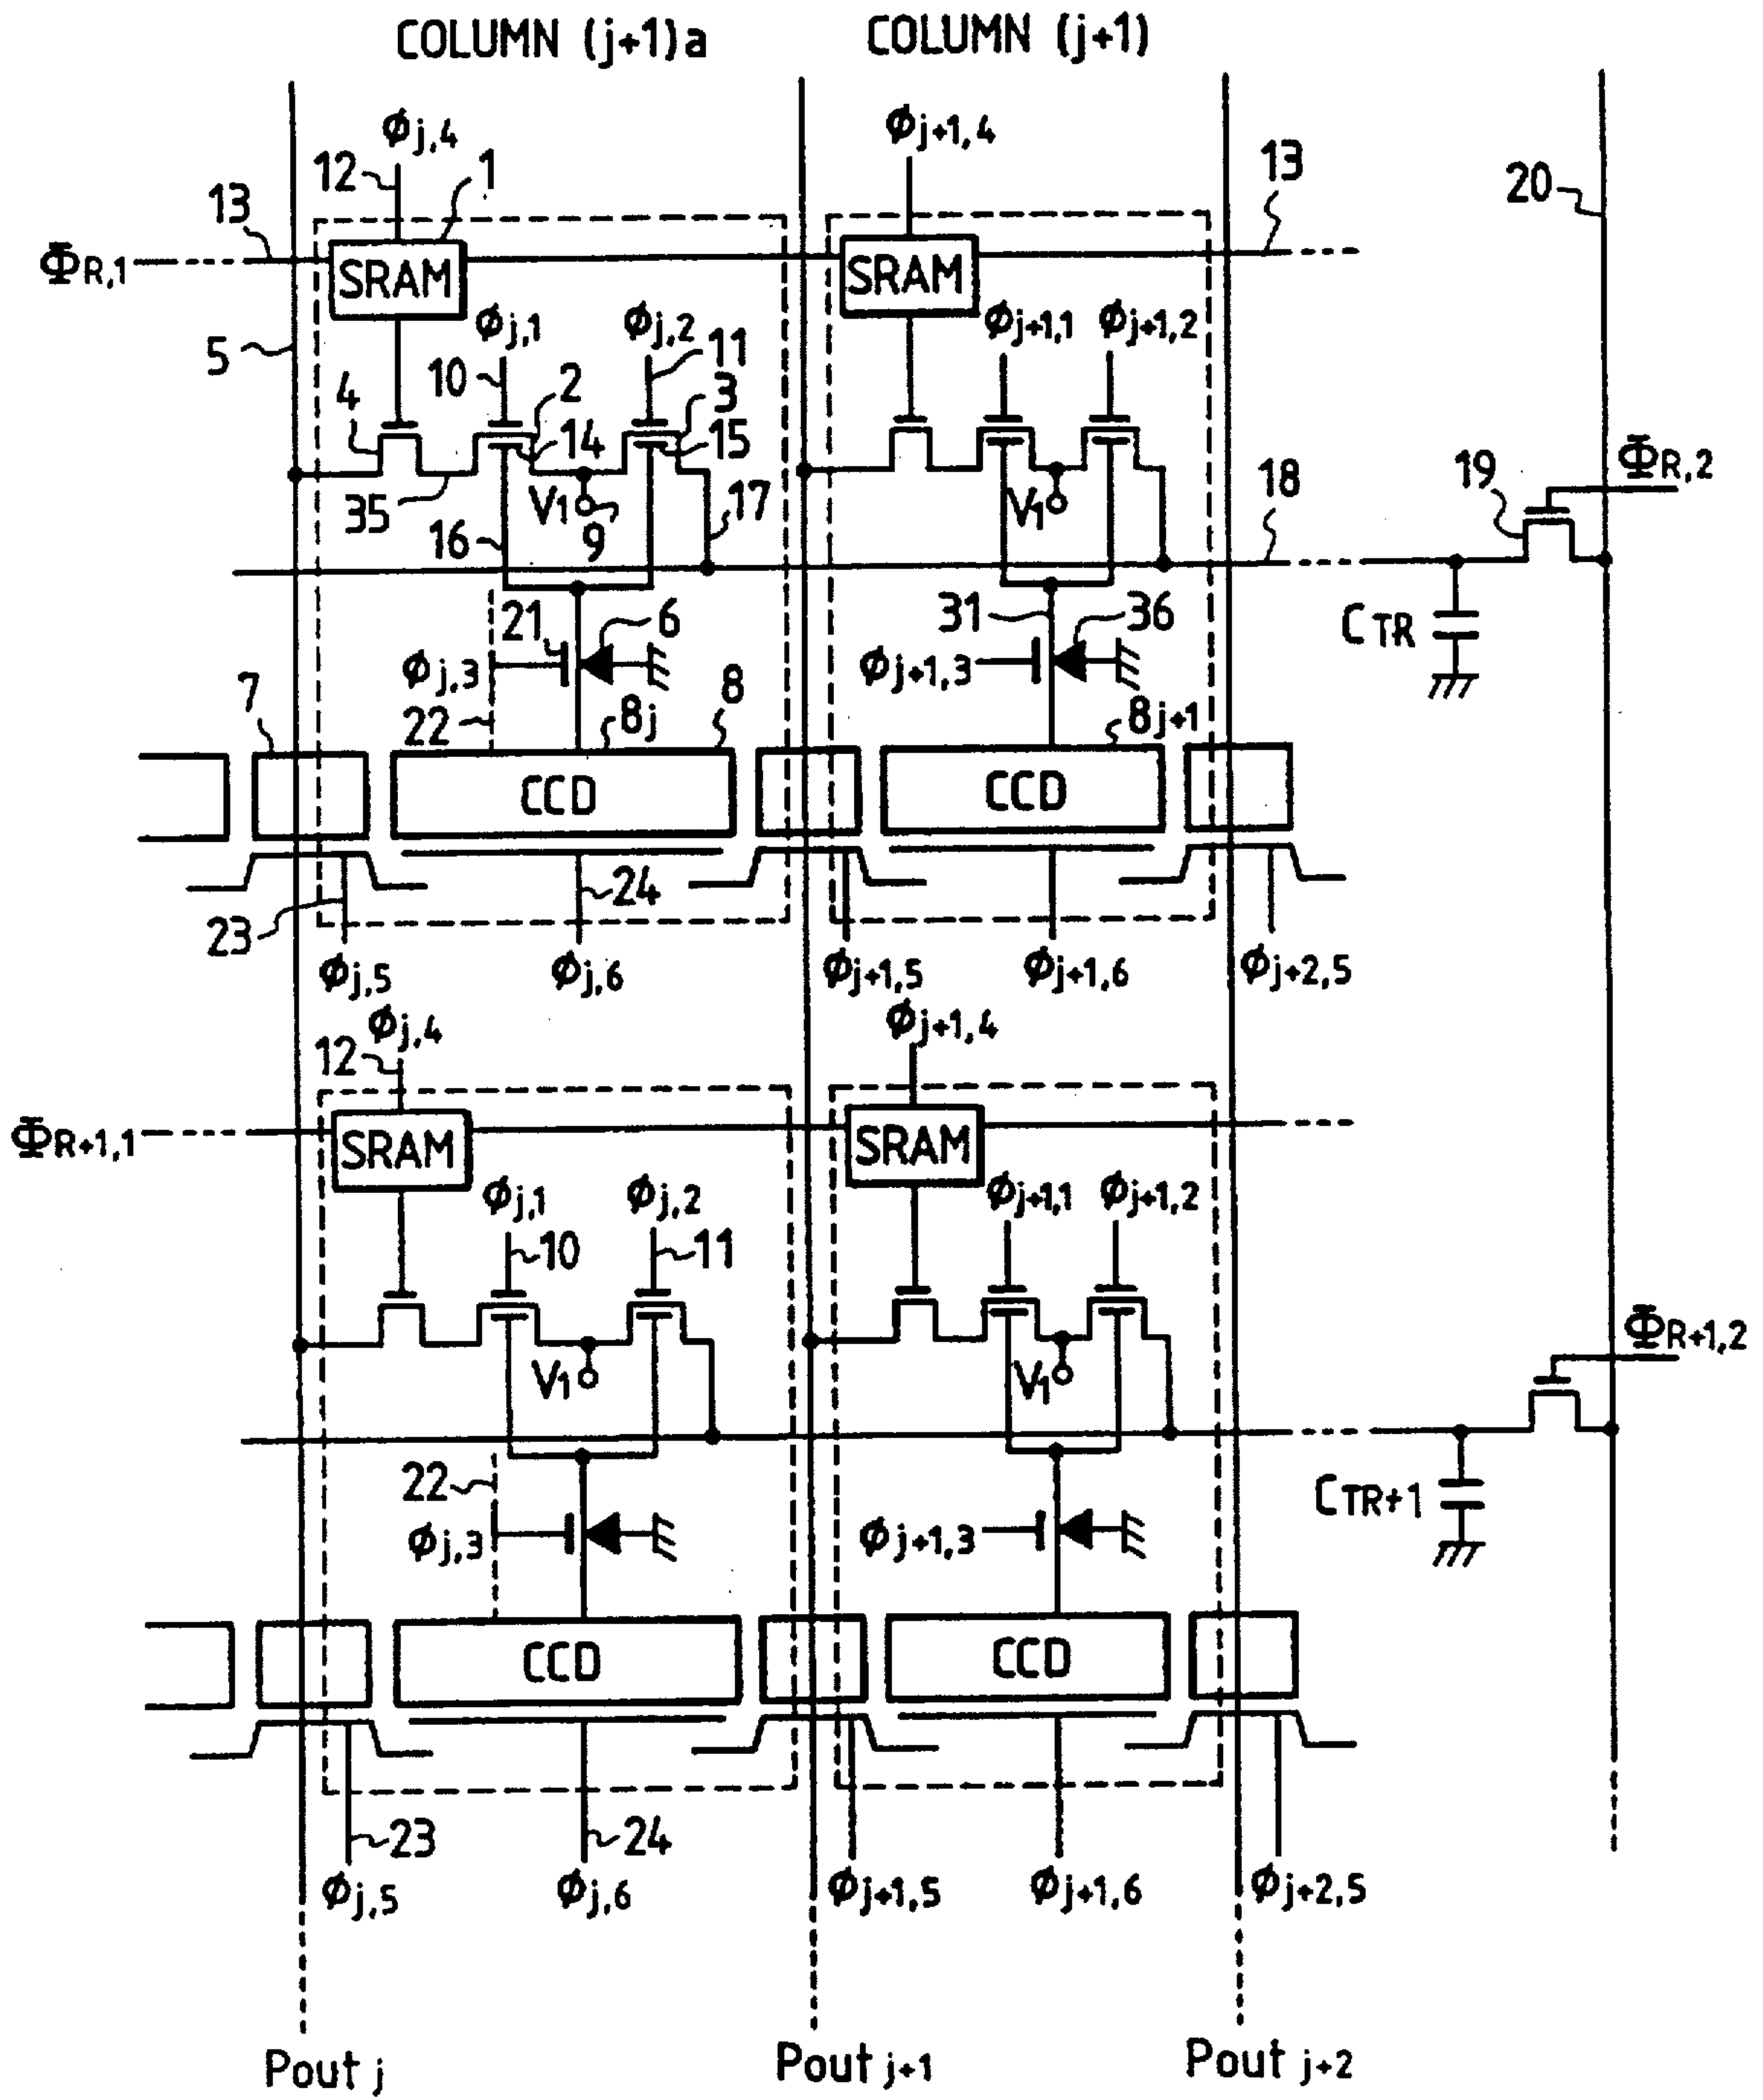 COLUMN (j+1)a COLUMN (j+1)
ϕj,4 ϕj+1,4
12 1 13 20
13
ΦR,1 SRAM SRAM
ϕj,1 ϕj,2 ϕj+1,1 ϕj+1,2
5 11
4 10 2 3
14 15 ΦR,2
35 V1 9 17 V1 18 19
16
21 6 31 36 CTR
ϕj,3 ϕj+1,3
7 22 8j 8 8j+1
CCD CCD
24
23
ϕj,5 ϕj,6 ϕj+1,5 ϕj+1,6 ϕj+2,5
ϕj,4 ϕj+1,4
12
ΦR+1,1 SRAM SRAM
ϕj,1 ϕj,2 ϕj+1,1 ϕj+1,2
10 11
ΦR+1,2
V1 V1
22 CTR+1
ϕj,3 ϕj+1,3
CCD CCD
23 24
ϕj,5 ϕj,6 ϕj+1,5 ϕj+1,6 ϕj+2,5
Pout j Pout j+1 Pout j+2